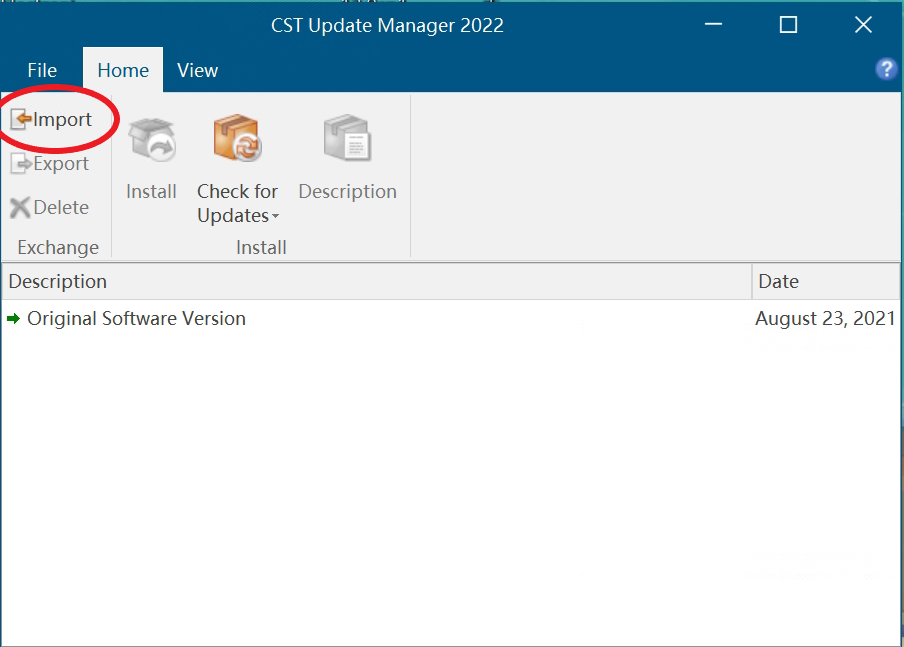 CST Update Manager 2022
File Home View
Import
Export
Delete
Exchange
Install
Check for
Updates
Description
Install
Description Date
Original Software Version August 23, 2021